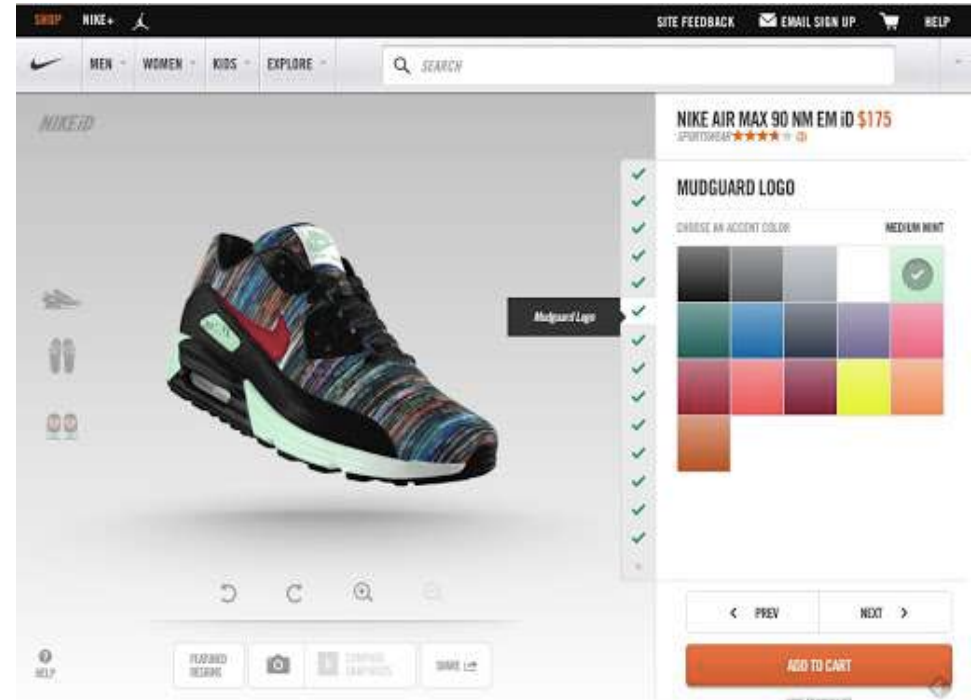 SHOP NIKE+ SITE FEEDBACK EMAIL SIGN UP HELP
MEN WOMEN KIDS EXPLORE SEARCH
NIKEiD
NIKE AIR MAX 90 NM EM iD $175
SPORTSWEAR
MUDGUARD LOGO
CHOOSE AN ACCENT COLOR MEDIUM MINT
Mudguard Logo
PREV NEXT
HELP FEATURED DESIGNS SHARE ADD TO CART